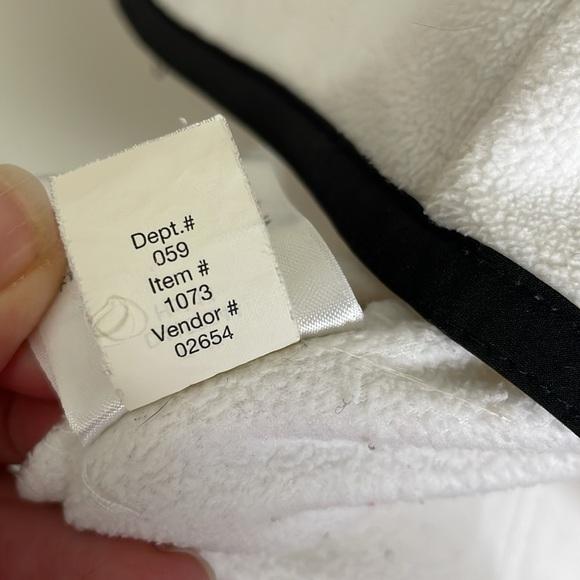 Dept.#
059
Item #
1073
Vendor #
02654